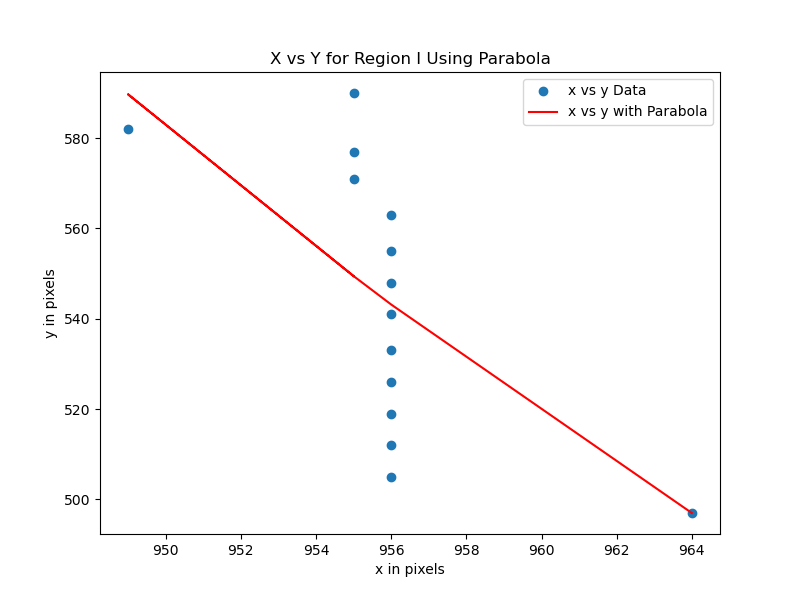 X vs Y for Region I Using Parabola
x vs y Data
x vs y with Parabola
y in pixels
580
560
540
520
500
950 952 954 956 958 960 962 964
x in pixels